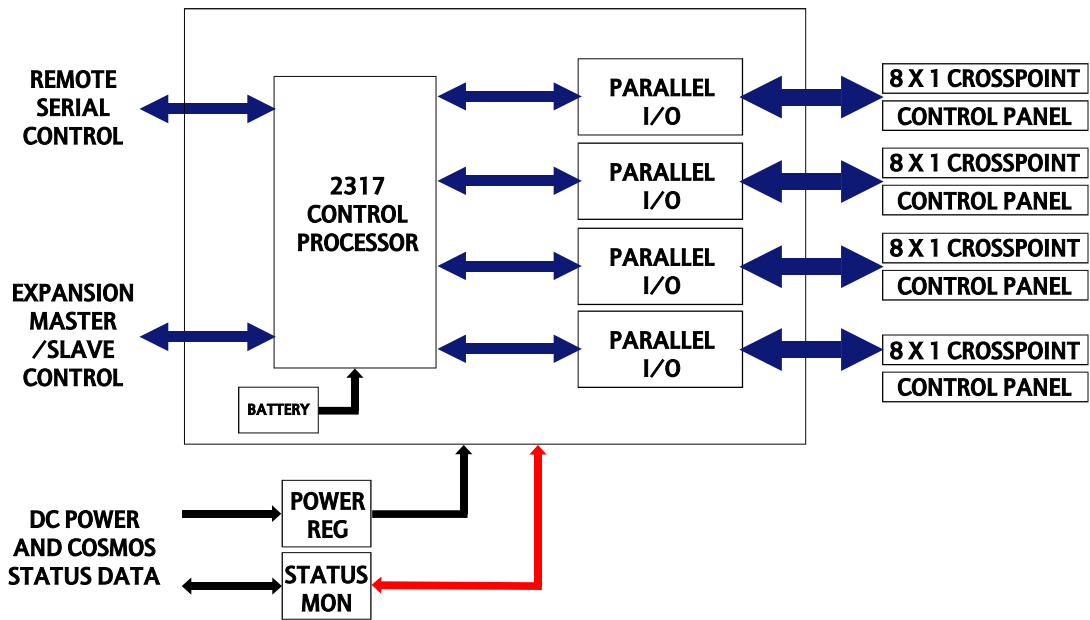 REMOTE
SERIAL
CONTROL
EXPANSION
MASTER
/SLAVE
CONTROL
2317
CONTROL
PROCESSOR
BATTERY
PARALLEL
I/O
PARALLEL
I/O
PARALLEL
I/O
PARALLEL
I/O
8 X 1 CROSSPOINT
CONTROL PANEL
8 X 1 CROSSPOINT
CONTROL PANEL
8 X 1 CROSSPOINT
CONTROL PANEL
8 X 1 CROSSPOINT
CONTROL PANEL
DC POWER
AND COSMOS
STATUS DATA
POWER
REG
STATUS
MON